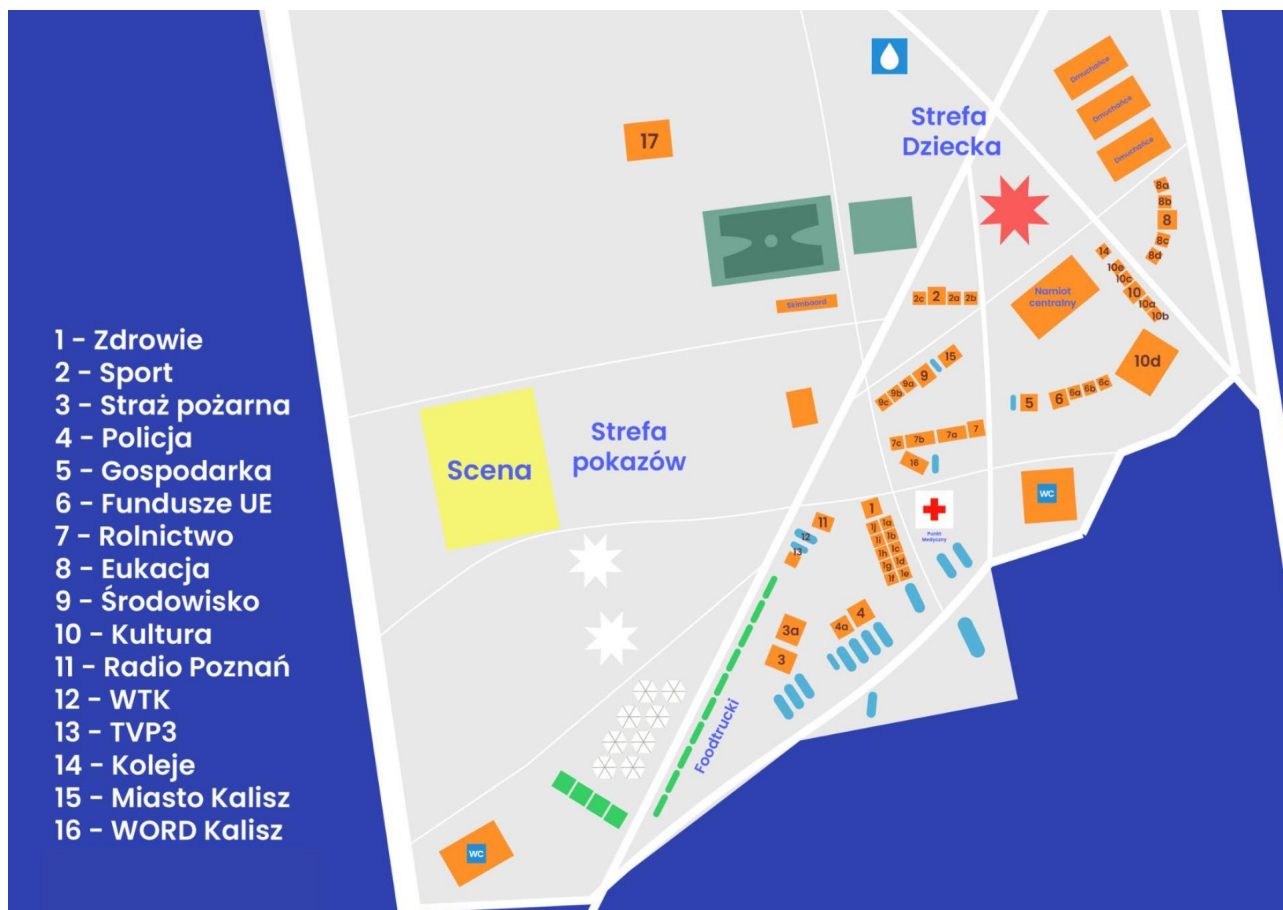 1 - Zdrowie
2 - Sport
3 - Straż pożarna
4 - Policja
5 - Gospodarka
6 - Fundusze UE
7 - Rolnictwo
8 - Eukacja
9 - Środowisko
10 - Kultura
11 - Radio Poznań
12 - WTK
13 - TVP3
14 - Koleje
15 - Miasto Kalisz
16 - WORD Kalisz
17
Strefa
Dziecka
Dmuchańce
Dmuchańce
Dmuchańce
8a
8b
8
8c
8d
14
10e
10c
10
10a
10b
10d
Namiot
centralny
Skimboard
2c 2 2a 2b
9c 9b 9a 9 15
5 6 6a 6b 6c
7c 7b 7a 7
16
Scena
Strefa
pokazów
WC
Punkt
Medyczny
11
12
13
1
1j 1a
1i 1b
1h 1c
1g 1d
1f 1e
3a
3
4a 4
Foodtrucki
WC